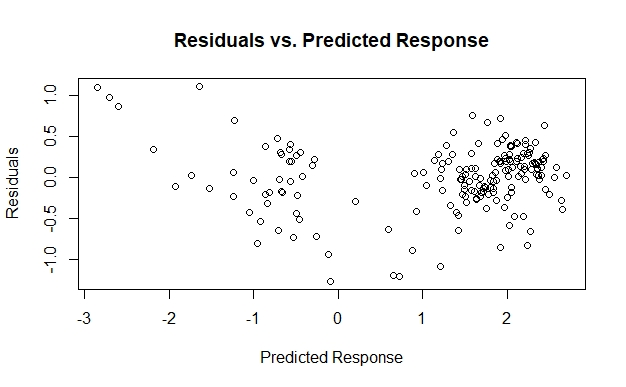 Residuals vs. Predicted Response
1.0
0.5
0.0
-0.5
-1.0
Residuals
-3 -2 -1 0 1 2
Predicted Response